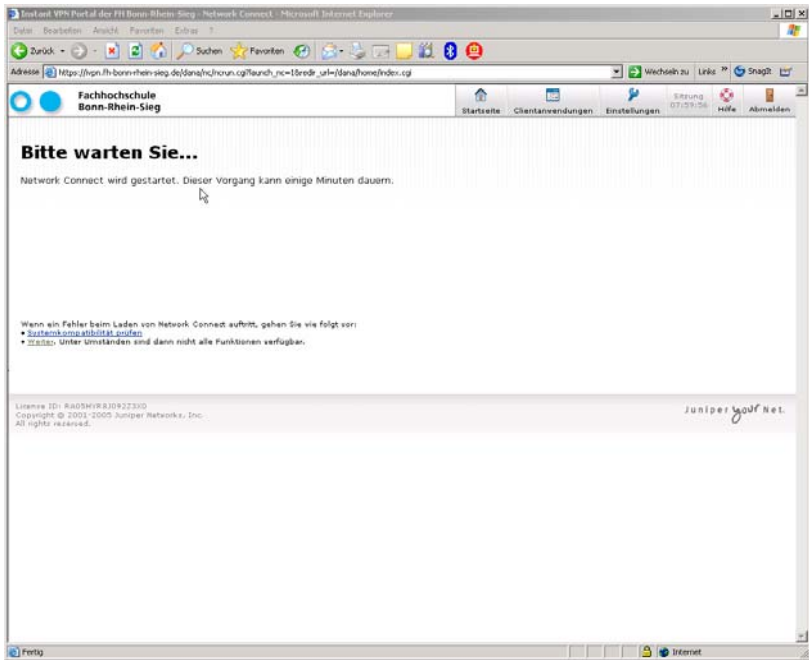 Instant VPN Portal der FH Bonn-Rhein-Sieg - Network Connect - Microsoft Internet Explorer
Datei Bearbeiten Ansicht Favoriten Extras ?
Zurück Suchen Favoriten
Adresse https://vpn.fh-bonn-rhein-sieg.de/dana/nc/ncrun.cgi?launch_nc=1&redir_url=/dana/home/index.cgi Wechseln zu Links » SnagIt
Fachhochschule
Bonn-Rhein-Sieg
Startseite Clientanwendungen Einstellungen Sitzung 07:59:56 Hilfe Abmelden
Bitte warten Sie...
Network Connect wird gestartet. Dieser Vorgang kann einige Minuten dauern.
Wenn ein Fehler beim Laden von Network Connect auftritt, gehen Sie wie folgt vor:
• Systemkompatibilität prüfen
• Weiter. Unter Umständen sind dann nicht alle Funktionen verfügbar.
License ID:
Copyright © 2001-2005 Juniper Networks, Inc.
All rights reserved.
Juniper your Net.
Fertig Internet